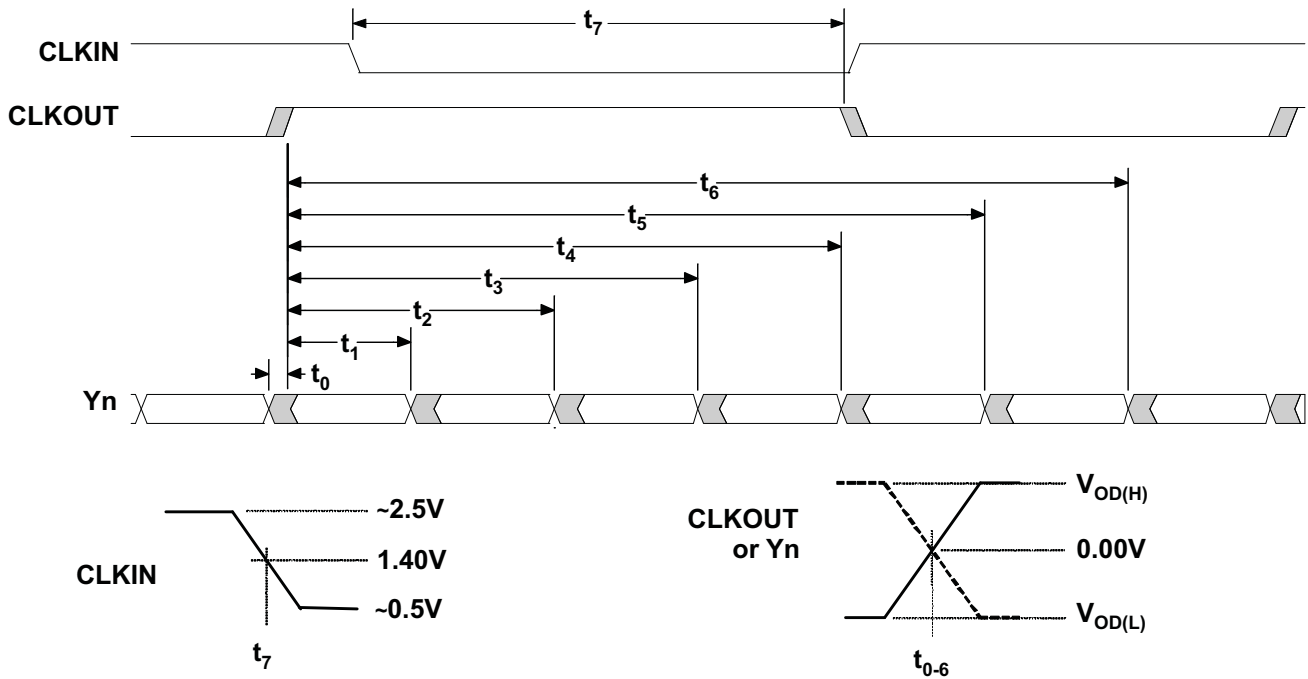 t7
CLKIN
CLKOUT
t6
t5
t4
t3
t2
t1
t0
Yn
~2.5V
1.40V
~0.5V
CLKIN
t7
CLKOUT
or Yn
VOD(H)
0.00V
VOD(L)
t0-6